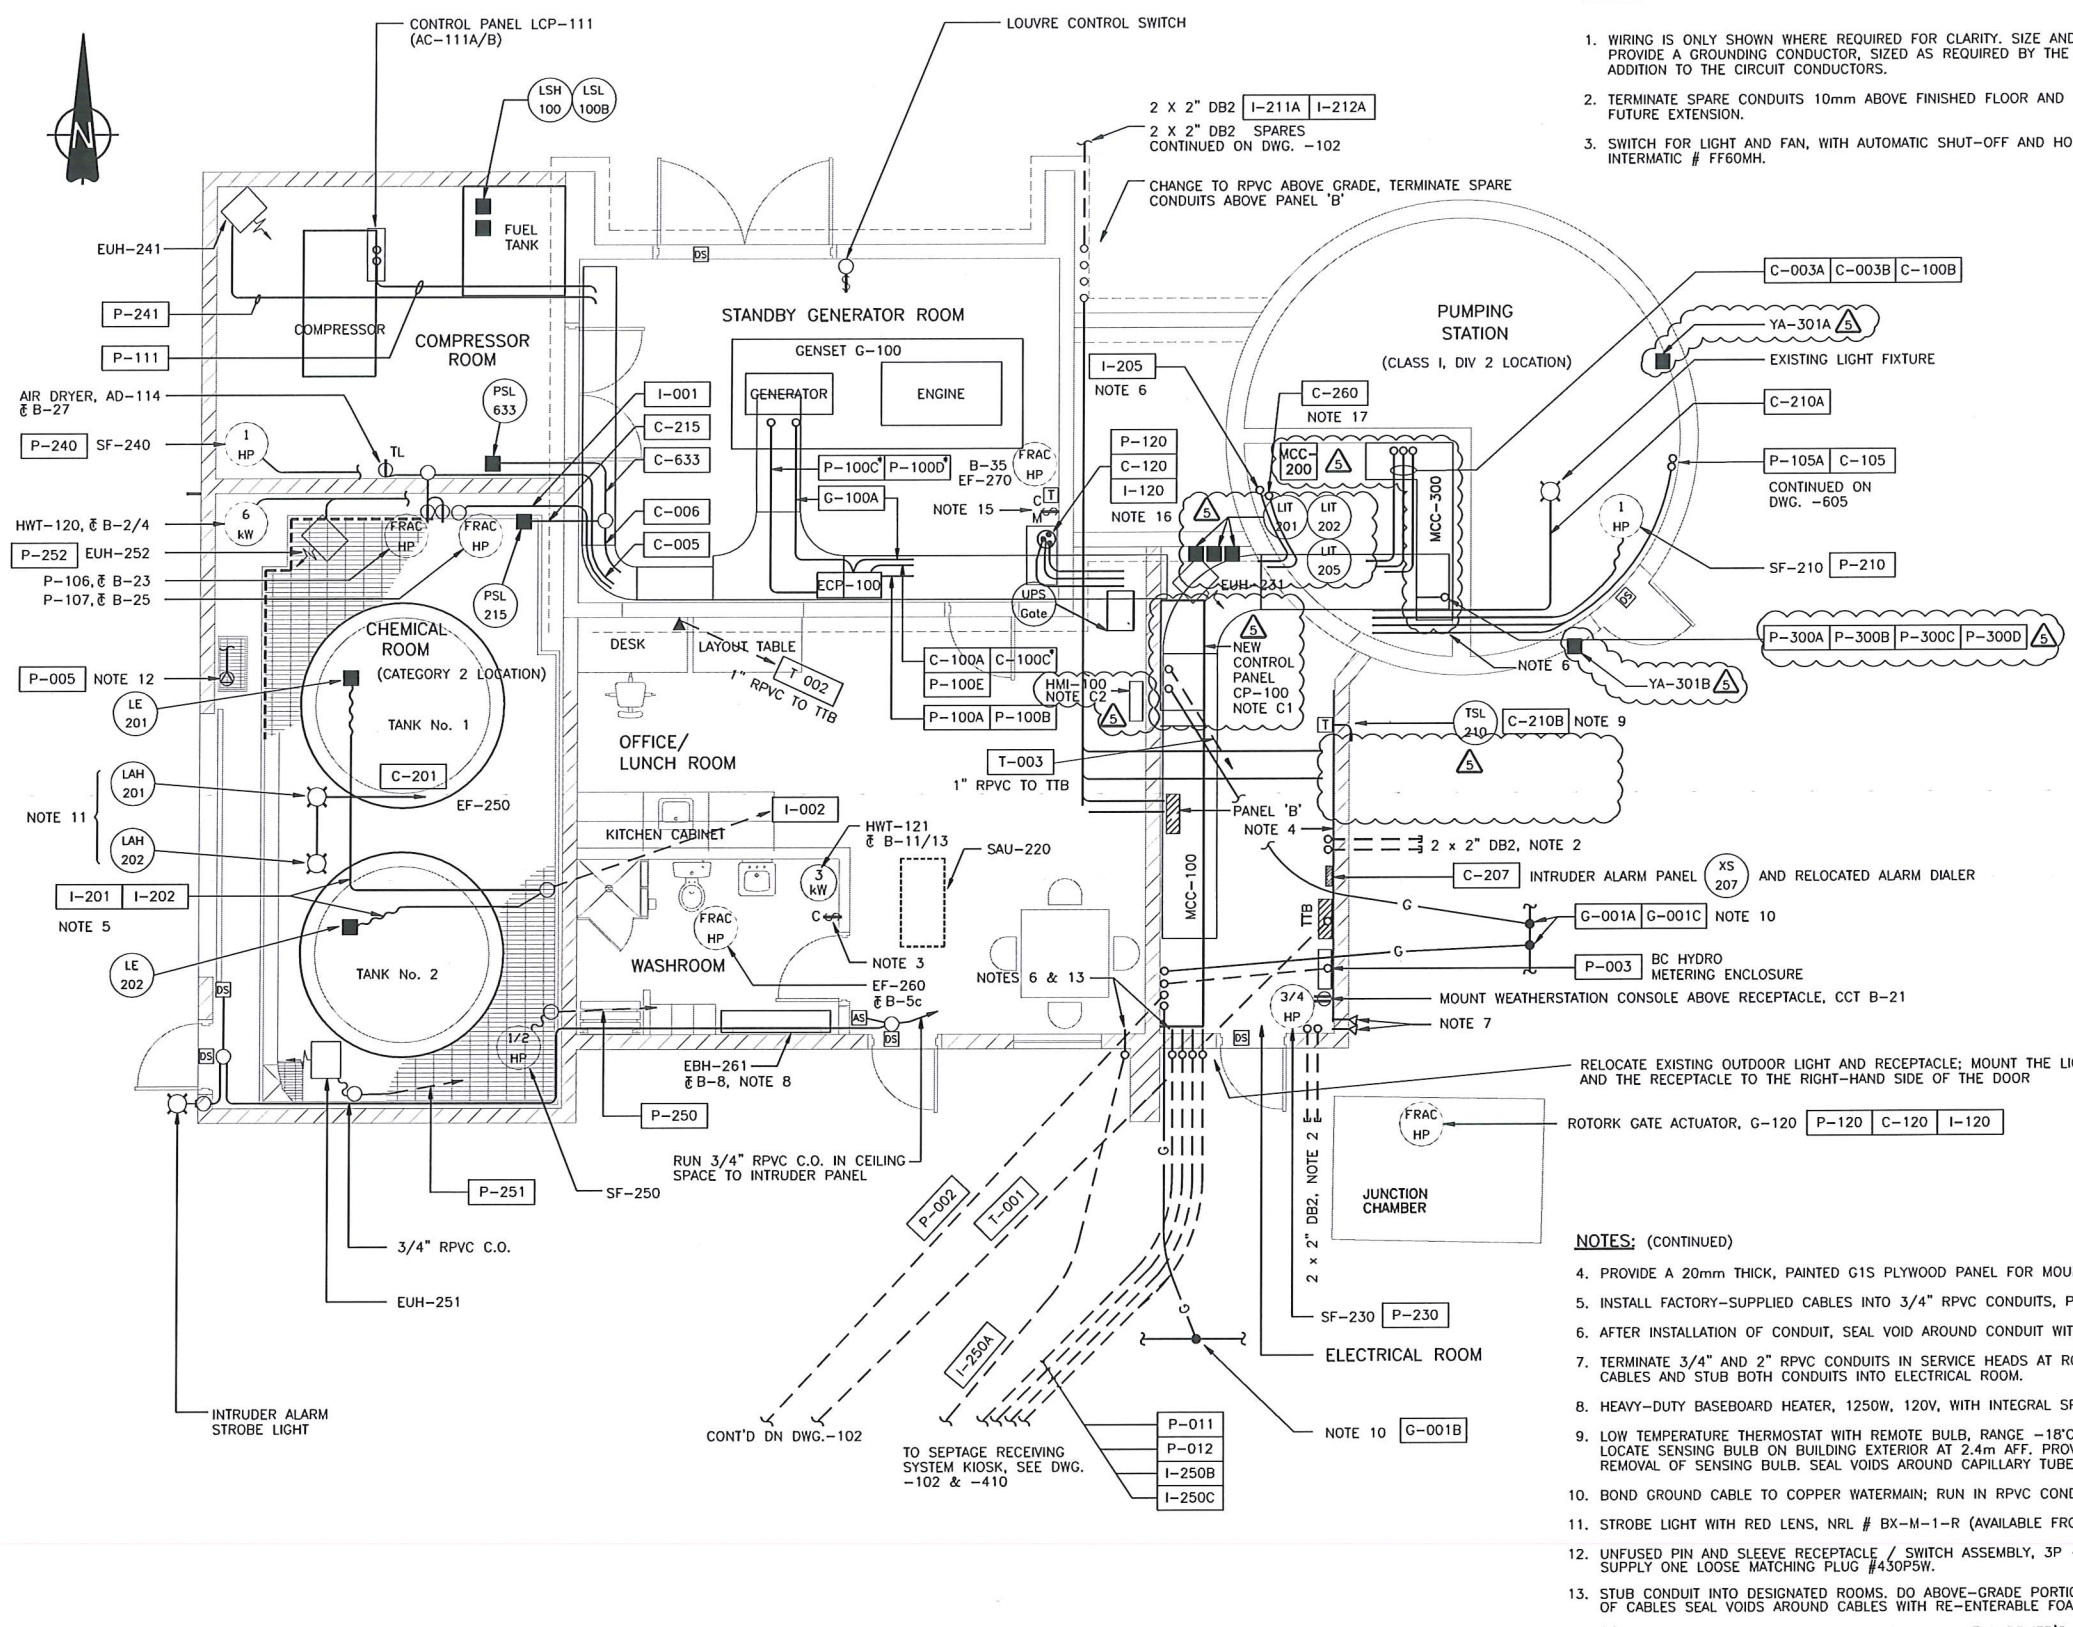 CONTROL PANEL LCP-111
(AC-111A/B)
LOUVRE CONTROL SWITCH
N
LSH
100
LSL
100B
2 X 2" DB2 I-211A I-212A
2 X 2" DB2 SPARES
CONTINUED ON DWG. -102
CHANGE TO RPVC ABOVE GRADE, TERMINATE SPARE
CONDUITS ABOVE PANEL 'B'
1. WIRING IS ONLY SHOWN WHERE REQUIRED FOR CLARITY. SIZE AND
PROVIDE A GROUNDING CONDUCTOR, SIZED AS REQUIRED BY THE
ADDITION TO THE CIRCUIT CONDUCTORS.
2. TERMINATE SPARE CONDUITS 10mm ABOVE FINISHED FLOOR AND
FUTURE EXTENSION.
3. SWITCH FOR LIGHT AND FAN, WITH AUTOMATIC SHUT-OFF AND HO
INTERMATIC # FF60MH.
EUH-241
P-241
P-111
COMPRESSOR
COMPRESSOR
ROOM
FUEL
TANK
DS
AIR DRYER, AD-114
B-27
P-240 SF-240
1
HP
TL
PSL
633
HWT-120, B-2/4
6
kW
P-252 EUH-252
P-106, B-23
P-107, B-25
FRAC
HP
FRAC
HP
PSL
215
I-001
C-215
C-633
C-006
C-005
STANDBY GENERATOR ROOM
GENSET G-100
GENERATOR
ENGINE
P-100C P-100D
G-100A
B-35
EF-270
FRAC
HP
NOTE 15
T
C
M
ECP-100
UPS
Gate
I-205
NOTE 6
P-120
C-120
I-120
NOTE 16
C-260
NOTE 17
PUMPING
STATION
(CLASS I, DIV 2 LOCATION)
MCC-
200
5
MCC-300
5
LIT
201
LIT
202
LIT
205
EUH-231
C-003A C-003B C-100B
YA-301A 5
EXISTING LIGHT FIXTURE
C-210A
P-105A C-105
CONTINUED ON
DWG. -605
1
HP
SF-210 P-210
DS
P-300A P-300B P-300C P-300D 5
NOTE 6
YA-301B 5
5
NEW
CONTROL
PANEL
CP-100
NOTE C1
HMI-100
NOTE C2
5
TSL
210
C-210B NOTE 9
T
5
CHEMICAL
ROOM
(CATEGORY 2 LOCATION)
TANK No. 1
P-005 NOTE 12
LE
201
C-201
EF-250
LAH
201
NOTE 11
LAH
202
I-201 I-202
NOTE 5
LE
202
TANK No. 2
DESK
LAYOUT TABLE
T 002
1" RPVC TO TTB
OFFICE/
LUNCH ROOM
C-100A C-100C
P-100E
P-100A P-100B
T-003
1" RPVC TO TTB
I-002
KITCHEN CABINET
HWT-121
B-11/13
3
kW
SAU-220
C
FRAC
HP
WASHROOM
NOTE 3
EF-260
B-5c
NOTES 6 & 13
PANEL 'B'
NOTE 4
MCC-100
TTB
2 x 2" DB2, NOTE 2
C-207 INTRUDER ALARM PANEL
XS
207
AND RELOCATED ALARM DIALER
G
G-001A G-001C NOTE 10
G
P-003
BC HYDRO
METERING ENCLOSURE
MOUNT WEATHERSTATION CONSOLE ABOVE RECEPTACLE, CCT B-21
3/4
HP
NOTE 7
DS
DS
DS
AS
DS
1/2
HP
EBH-261
B-8, NOTE 8
P-250
RUN 3/4" RPVC C.O. IN CEILING
SPACE TO INTRUDER PANEL
P-251
SF-250
3/4" RPVC C.O.
EUH-251
INTRUDER ALARM
STROBE LIGHT
RELOCATE EXISTING OUTDOOR LIGHT AND RECEPTACLE; MOUNT THE LI
AND THE RECEPTACLE TO THE RIGHT-HAND SIDE OF THE DOOR
FRAC
HP
ROTORK GATE ACTUATOR, G-120 P-120 C-120 I-120
JUNCTION
CHAMBER
2 x 2" DB2, NOTE 2
P-002
T-001
I-250A
G
G
SF-230 P-230
ELECTRICAL ROOM
CONT'D DN DWG.-102
TO SEPTAGE RECEIVING
SYSTEM KIOSK, SEE DWG.
-102 & -410
P-011
P-012
I-250B
I-250C
NOTE 10 G-001B
NOTES: (CONTINUED)
4. PROVIDE A 20mm THICK, PAINTED G1S PLYWOOD PANEL FOR MOU
5. INSTALL FACTORY-SUPPLIED CABLES INTO 3/4" RPVC CONDUITS, P
6. AFTER INSTALLATION OF CONDUIT, SEAL VOID AROUND CONDUIT WIT
7. TERMINATE 3/4" AND 2" RPVC CONDUITS IN SERVICE HEADS AT RO
CABLES AND STUB BOTH CONDUITS INTO ELECTRICAL ROOM.
8. HEAVY-DUTY BASEBOARD HEATER, 1250W, 120V, WITH INTEGRAL SP
9. LOW TEMPERATURE THERMOSTAT WITH REMOTE BULB, RANGE -18°C
LOCATE SENSING BULB ON BUILDING EXTERIOR AT 2.4m AFF. PROV
REMOVAL OF SENSING BULB. SEAL VOIDS AROUND CAPILLARY TUBE
10. BOND GROUND CABLE TO COPPER WATERMAIN; RUN IN RPVC COND
11. STROBE LIGHT WITH RED LENS, NRL # BX-M-1-R (AVAILABLE FRO
12. UNFUSED PIN AND SLEEVE RECEPTACLE / SWITCH ASSEMBLY, 3P
SUPPLY ONE LOOSE MATCHING PLUG #430P5W.
13. STUB CONDUIT INTO DESIGNATED ROOMS. DO ABOVE-GRADE PORTIO
OF CABLES SEAL VOIDS AROUND CABLES WITH RE-ENTERABLE FOA